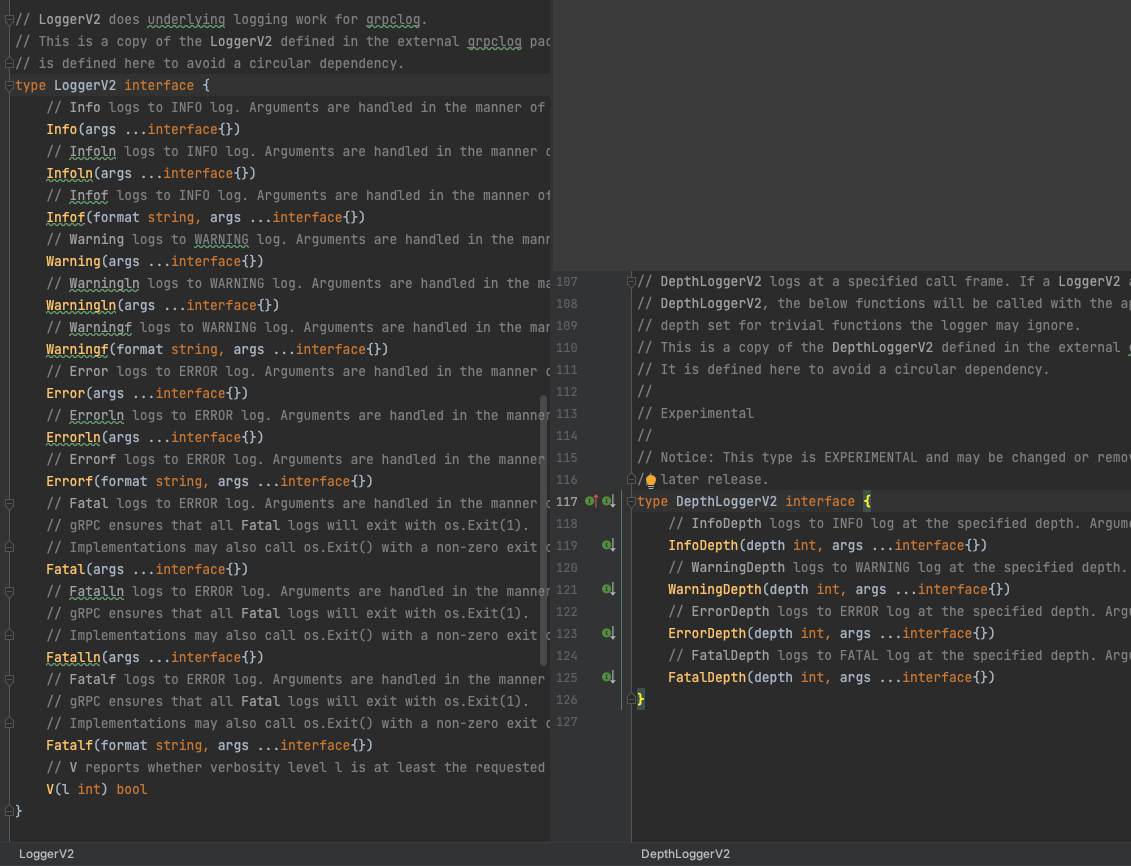 // LoggerV2 does underlying logging work for grpclog.
// This is a copy of the LoggerV2 defined in the external grpclog
// is defined here to avoid a circular dependency.
type LoggerV2 interface {
// Info logs to INFO log. Arguments are handled in the manner of
Info(args ...interface{})
// Infoln logs to INFO log. Arguments are handled in the manner
Infoln(args ...interface{})
// Infof logs to INFO log. Arguments are handled in the manner of
Infof(format string, args ...interface{})
// Warning logs to WARNING log. Arguments are handled in the
Warning(args ...interface{})
// Warningln logs to WARNING log. Arguments are handled in the
Warningln(args ...interface{})
// Warningf logs to WARNING log. Arguments are handled in the
Warningf(format string, args ...interface{})
// Error logs to ERROR log. Arguments are handled in the manner
Error(args ...interface{})
// Errorln logs to ERROR log. Arguments are handled in the manner
Errorln(args ...interface{})
// Errorf logs to ERROR log. Arguments are handled in the manner
Errorf(format string, args ...interface{})
// Fatal logs to ERROR log. Arguments are handled in the manner
// gRPC ensures that all Fatal logs will exit with os.Exit(1).
// Implementations may also call os.Exit() with a non-zero exit
Fatal(args ...interface{})
// Fatalln logs to ERROR log. Arguments are handled in the manner
// gRPC ensures that all Fatal logs will exit with os.Exit(1).
// Implementations may also call os.Exit() with a non-zero exit
Fatalln(args ...interface{})
// Fatalf logs to ERROR log. Arguments are handled in the manner
// gRPC ensures that all Fatal logs will exit with os.Exit(1).
// Implementations may also call os.Exit() with a non-zero exit
Fatalf(format string, args ...interface{})
// V reports whether verbosity level l is at least the requested
V(l int) bool
}
LoggerV2
107 // DepthLoggerV2 logs at a specified call frame. If a LoggerV2
108 // DepthLoggerV2, the below functions will be called with the
109 // depth set for trivial functions the logger may ignore.
110 // This is a copy of the DepthLoggerV2 defined in the external
111 // It is defined here to avoid a circular dependency.
112 //
113 // Experimental
114 //
115 // Notice: This type is EXPERIMENTAL and may be changed or
116 / later release.
117 type DepthLoggerV2 interface {
118 // InfoDepth logs to INFO log at the specified depth.
119 InfoDepth(depth int, args ...interface{})
120 // WarningDepth logs to WARNING log at the specified depth.
121 WarningDepth(depth int, args ...interface{})
122 // ErrorDepth logs to ERROR log at the specified depth.
123 ErrorDepth(depth int, args ...interface{})
124 // FatalDepth logs to FATAL log at the specified depth.
125 FatalDepth(depth int, args ...interface{})
126 }
127
DepthLoggerV2